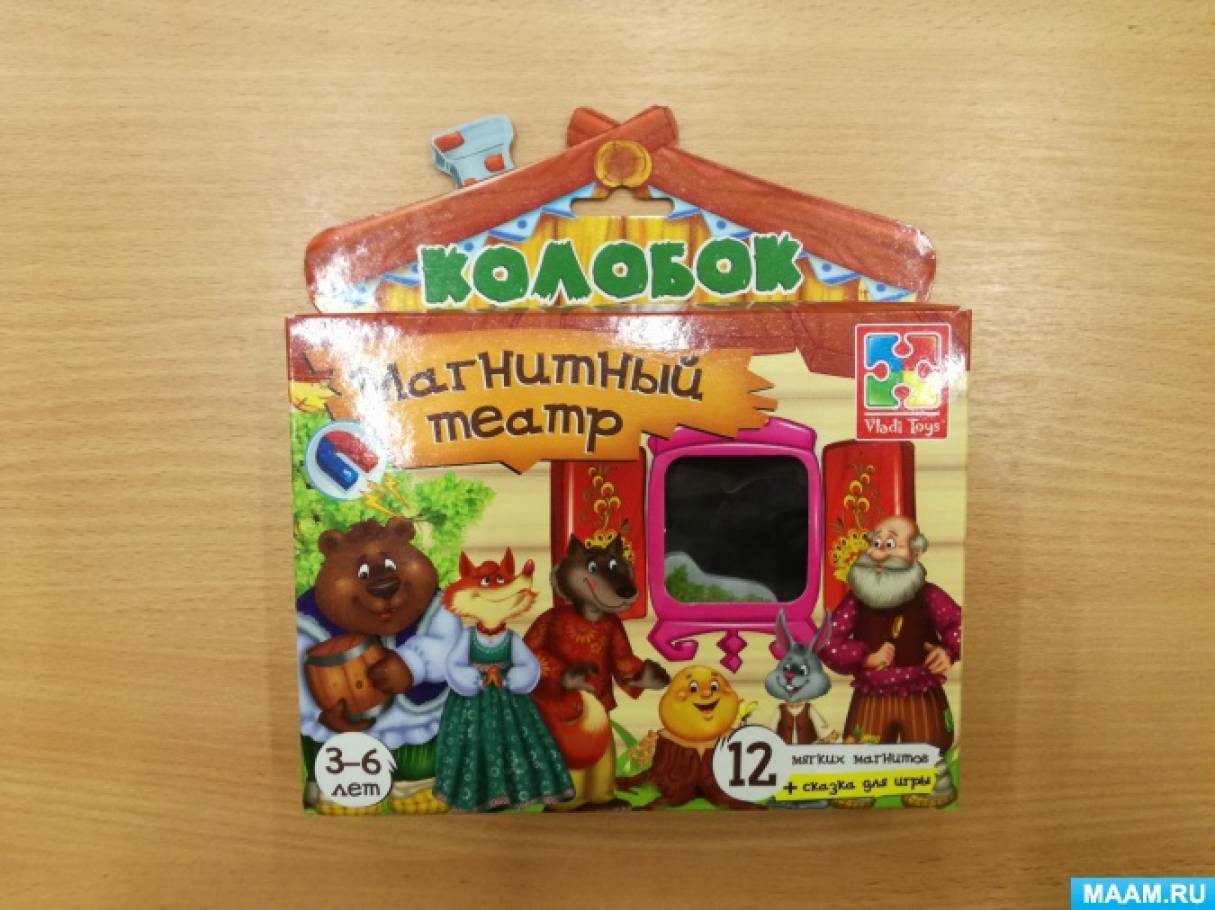 КОЛОБОК
Магнитный
театр
Vladi Toys
S
3-6
лет
12
мягких магнитов
+ сказка для игры
MAAM.RU